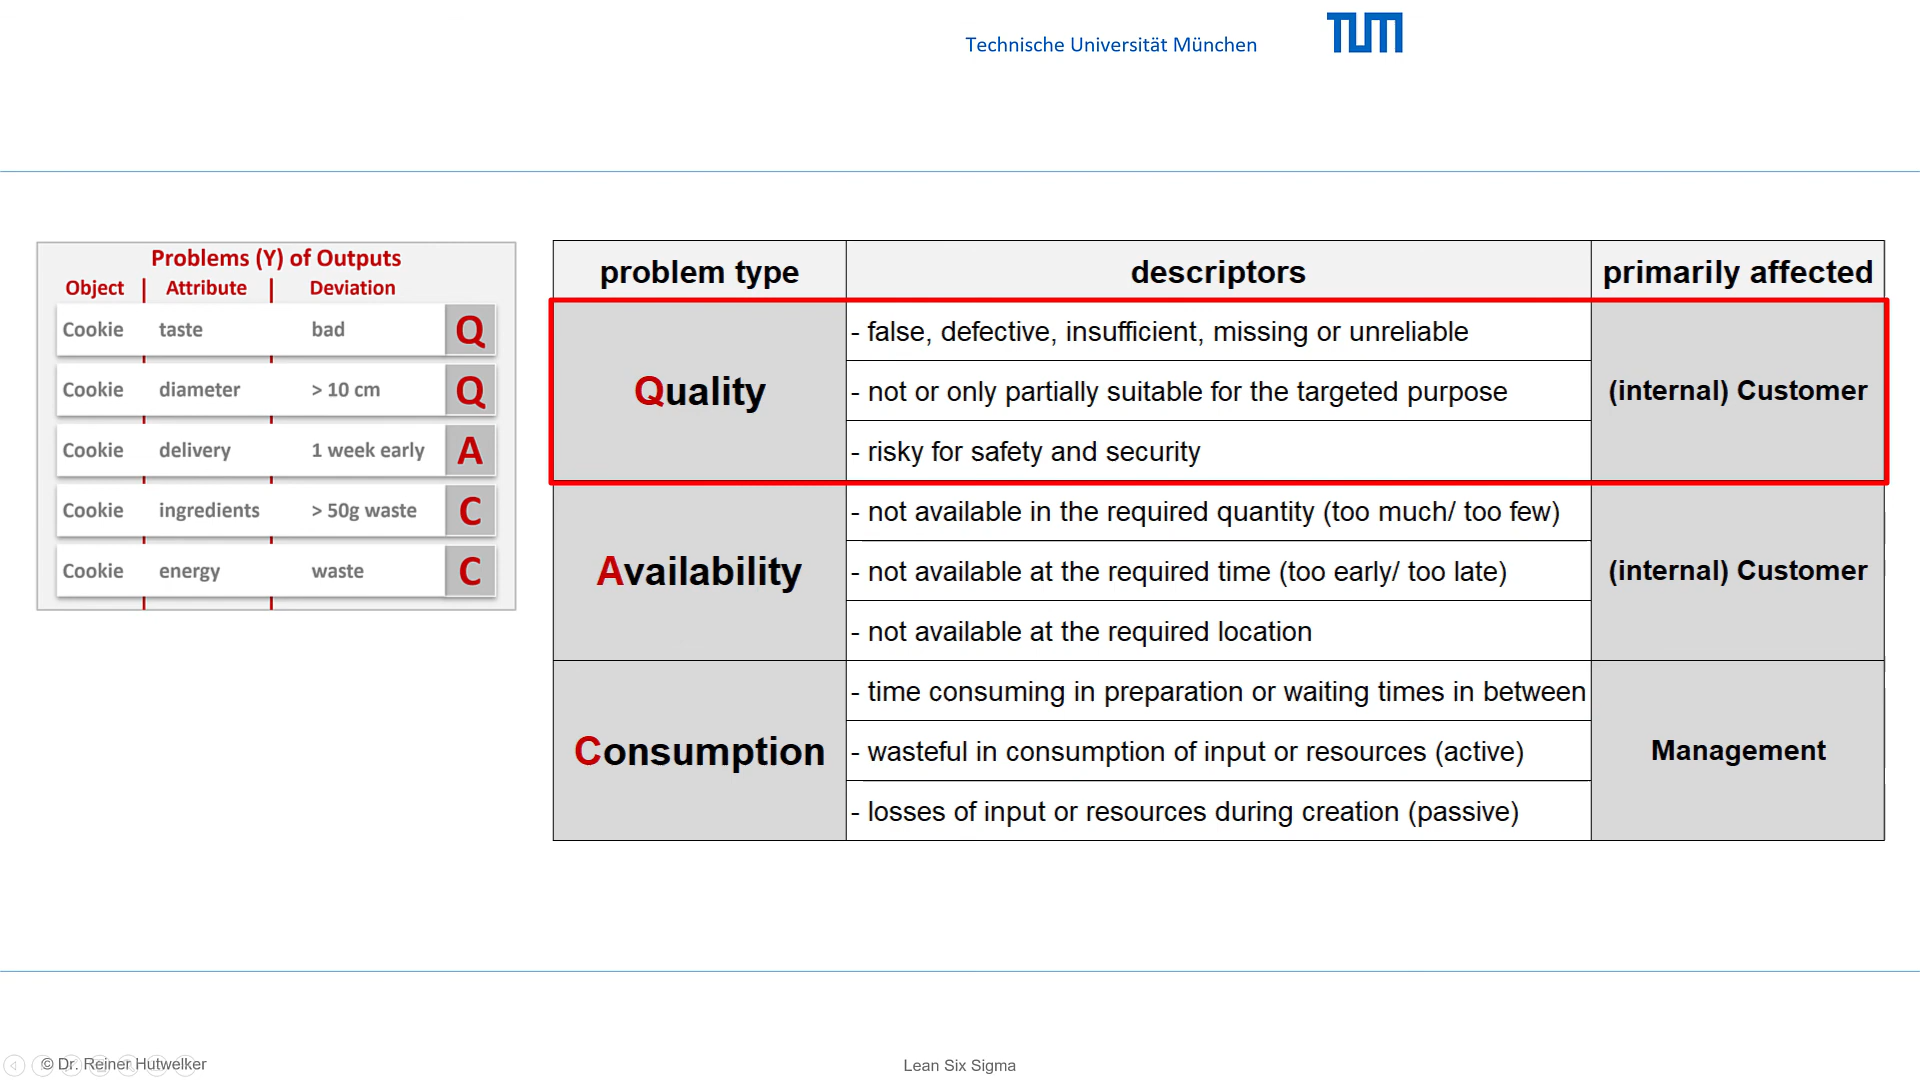 Technische Universität München
TUM
Problems (Y) of Outputs
Object Attribute Deviation
Cookie taste bad Q
Cookie diameter > 10 cm Q
Cookie delivery 1 week early A
Cookie ingredients > 50g waste C
Cookie energy waste C
problem type descriptors primarily affected
Quality
- false, defective, insufficient, missing or unreliable
- not or only partially suitable for the targeted purpose
- risky for safety and security
(internal) Customer
Availability
- not available in the required quantity (too much/ too few)
- not available at the required time (too early/ too late)
- not available at the required location
(internal) Customer
Consumption
- time consuming in preparation or waiting times in between
- wasteful in consumption of input or resources (active)
- losses of input or resources during creation (passive)
Management
© Dr. Reiner Hutwelker
Lean Six Sigma